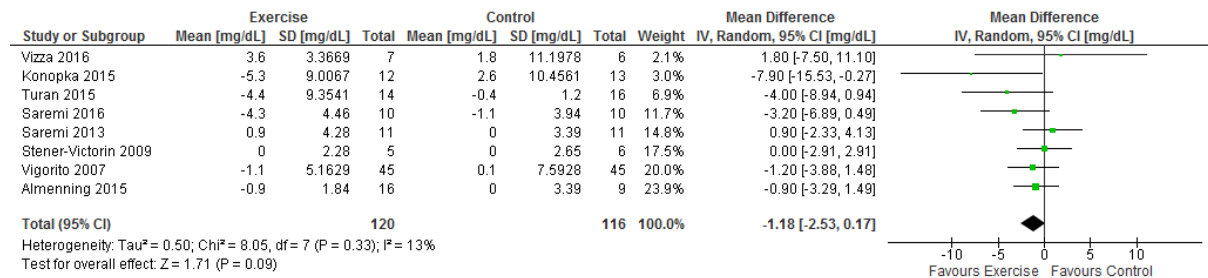 Exercise Control Mean Difference Mean Difference
Study or Subgroup Mean [mg/dL] SD [mg/dL] Total Mean [mg/dL] SD [mg/dL] Total Weight IV, Random, 95% CI [mg/dL] IV, Random, 95% CI [mg/dL]
Vizza 2016 3.6 3.3669 7 1.8 11.1978 6 2.1% 1.80 [-7.50, 11.10]
Konopka 2015 -5.3 9.0067 12 2.6 10.4561 13 3.0% -7.90 [-15.53, -0.27]
Turan 2015 -4.4 9.3541 14 -0.4 1.2 16 6.9% -4.00 [-8.94, 0.94]
Saremi 2016 -4.3 4.46 10 -1.1 3.94 10 11.7% -3.20 [-6.89, 0.49]
Saremi 2013 0.9 4.28 11 0 3.39 11 14.8% 0.90 [-2.33, 4.13]
Stener-Victorin 2009 0 2.28 5 0 2.65 6 17.5% 0.00 [-2.91, 2.91]
Vigorito 2007 -1.1 5.1629 45 0.1 7.5928 45 20.0% -1.20 [-3.88, 1.48]
Almenning 2015 -0.9 1.84 16 0 3.39 9 23.9% -0.90 [-3.29, 1.49]
Total (95% CI) 120 116 100.0% -1.18 [-2.53, 0.17]
Heterogeneity: Tau² = 0.50; Chi² = 8.05, df = 7 (P = 0.33); I² = 13%
Test for overall effect: Z = 1.71 (P = 0.09)
-10 -5 0 5 10
Favours Exercise Favours Control